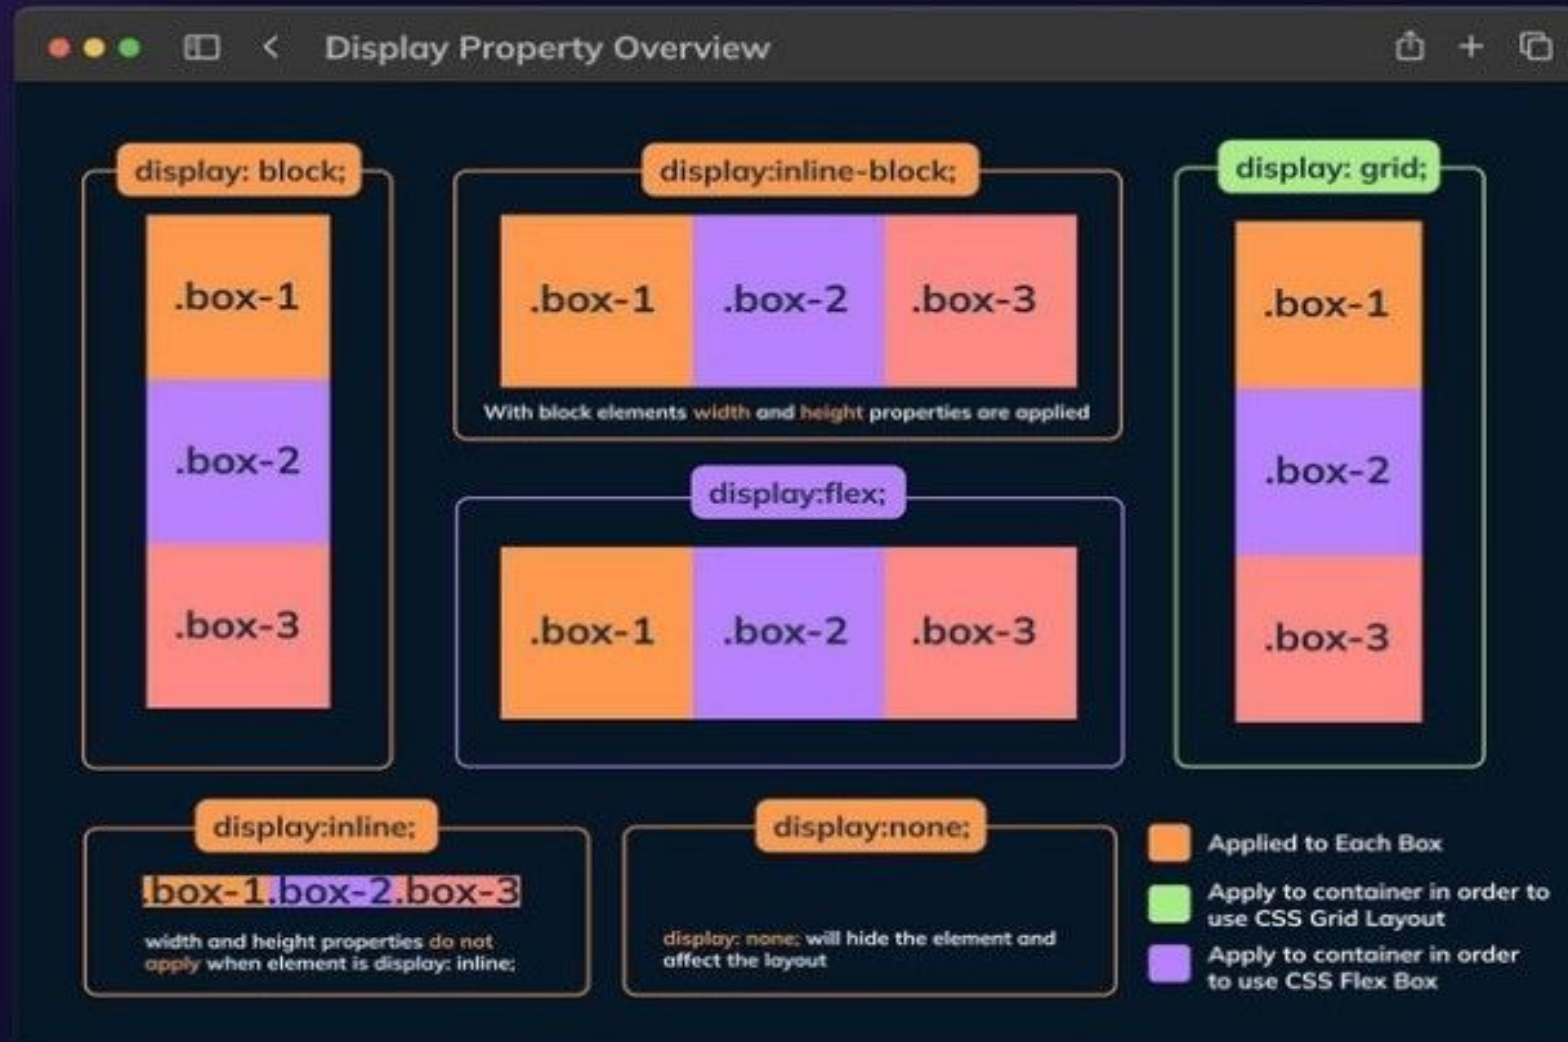 Display Property Overview
display: block;
.box-1
.box-2
.box-3
display:inline-block;
.box-1 .box-2 .box-3
With block elements width and height properties are applied
display:flex;
.box-1 .box-2 .box-3
display: grid;
.box-1
.box-2
.box-3
display:inline;
.box-1.box-2.box-3
width and height properties do not
apply when element is display: inline;
display:none;
display: none; will hide the element and
affect the layout
Applied to Each Box
Apply to container in order to
use CSS Grid Layout
Apply to container in order
to use CSS Flex Box